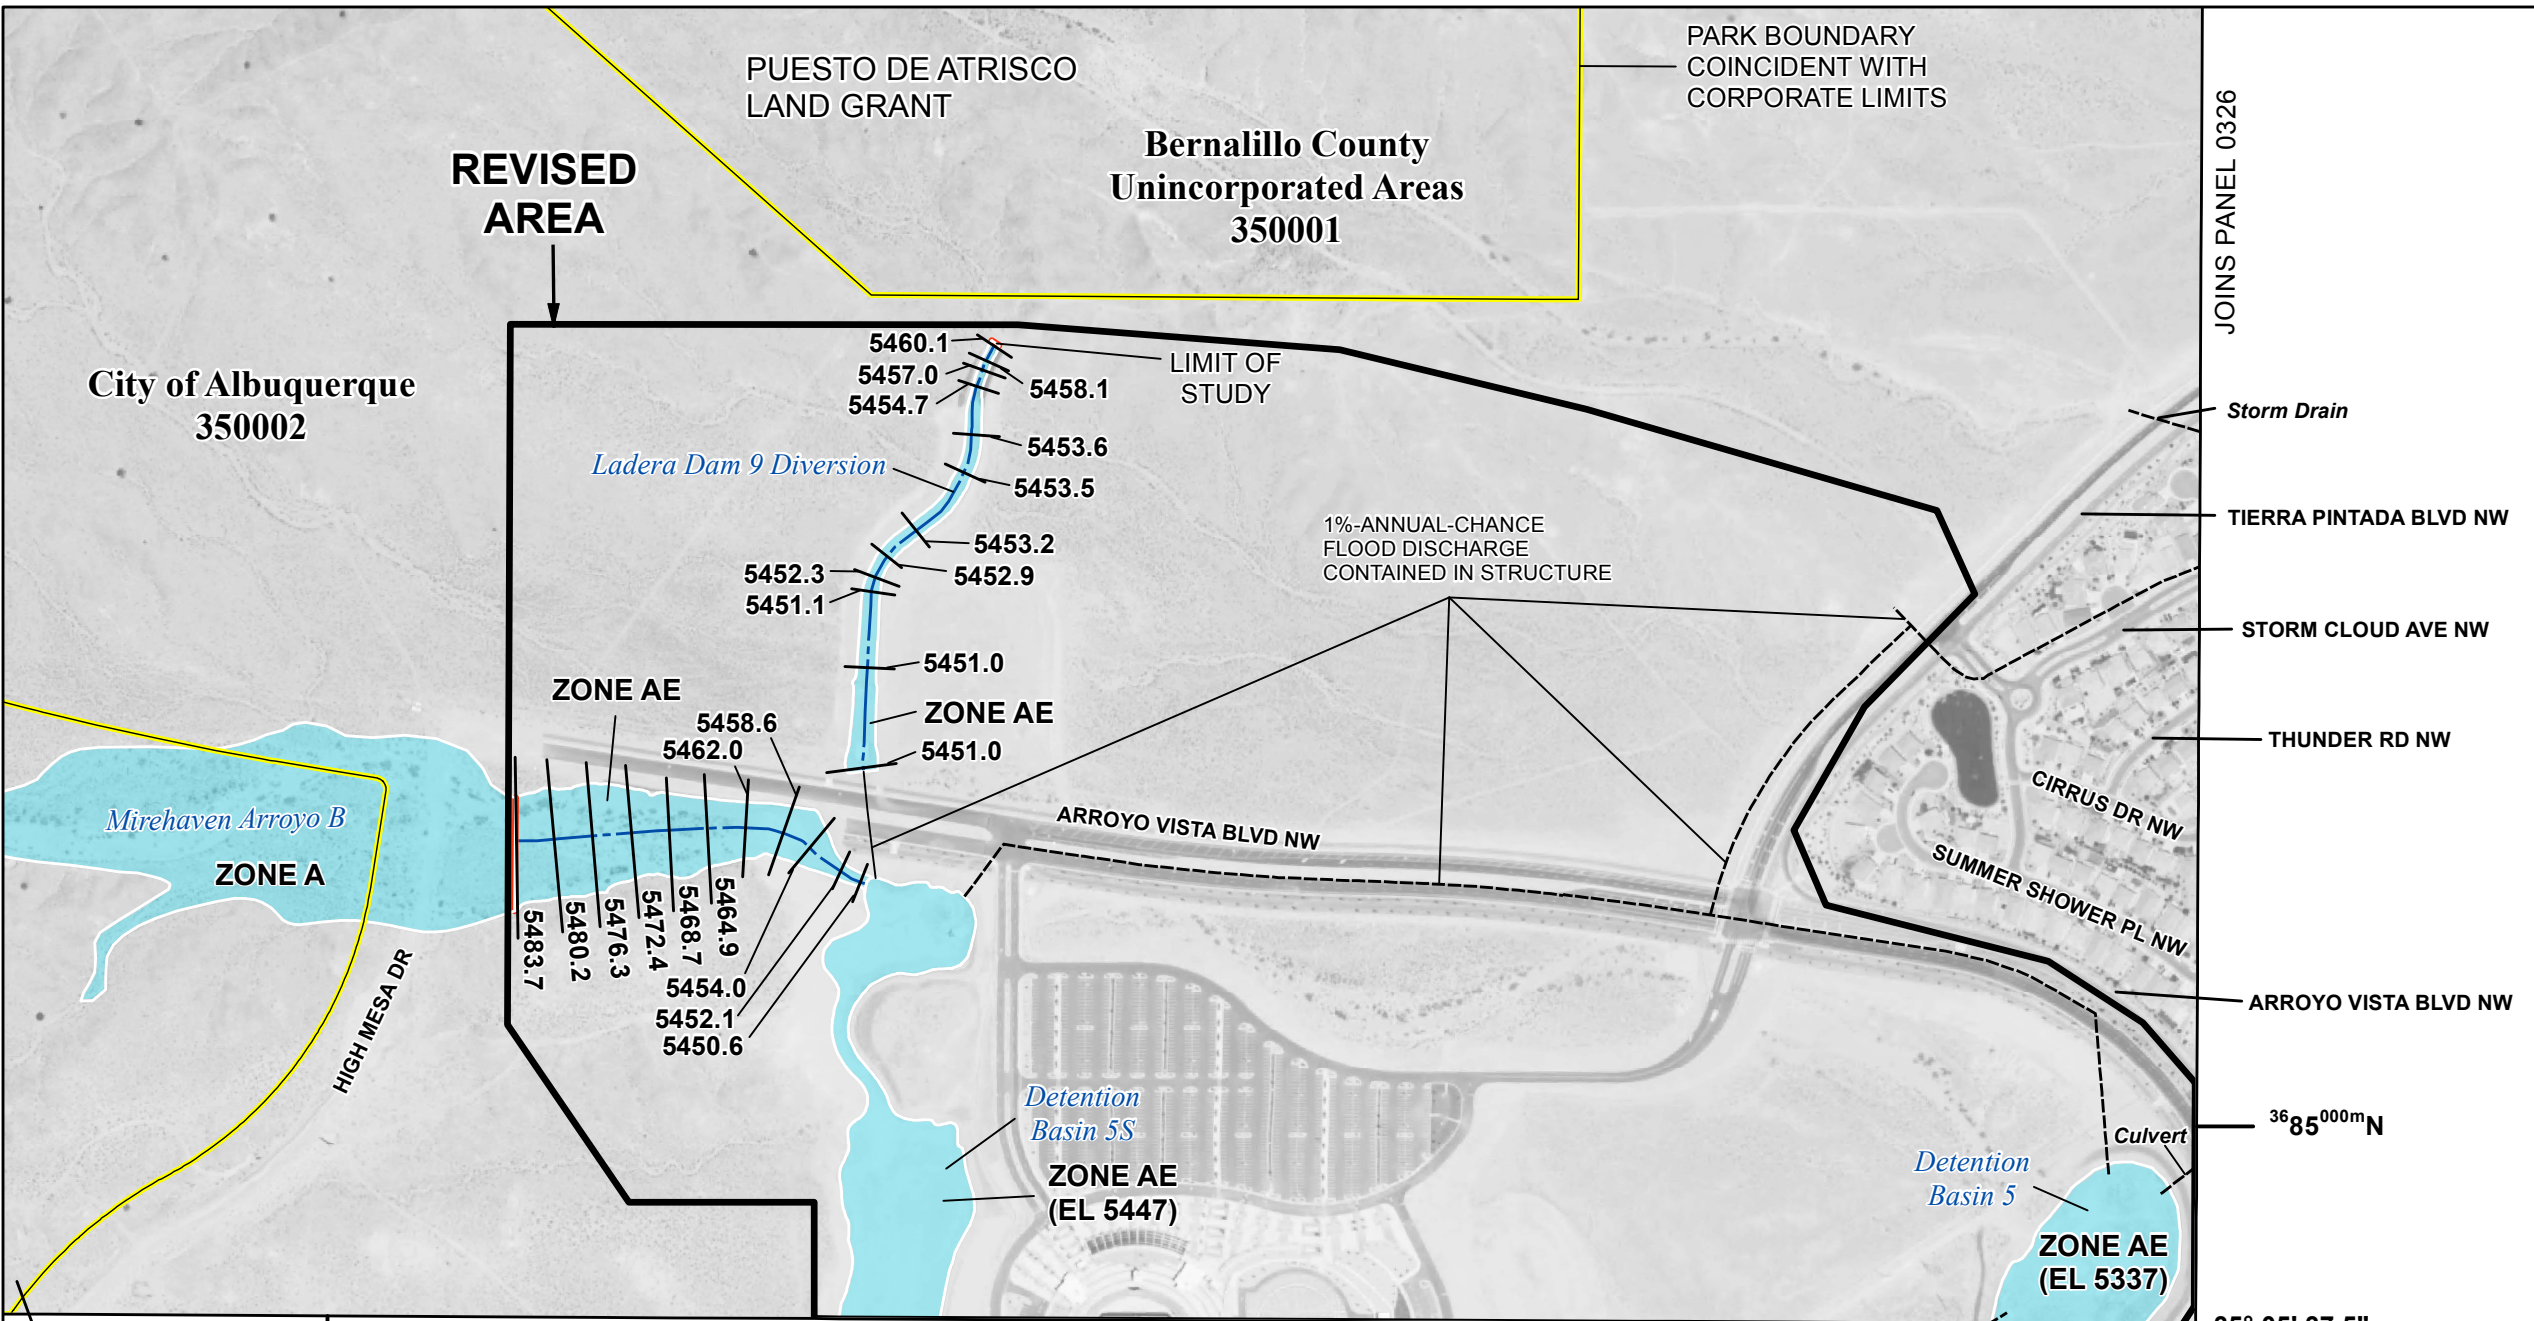 PUESTO DE ATRISCO
LAND GRANT
PARK BOUNDARY
COINCIDENT WITH
CORPORATE LIMITS
Bernalillo County
Unincorporated Areas
350001
REVISED
AREA
JOINS PANEL 0326
City of Albuquerque
350002
5460.1
5457.0
5454.7
LIMIT OF
STUDY
5458.1
5453.6
Ladera Dam 9 Diversion
5453.5
5453.2
5452.9
5452.3
5451.1
5451.0
1%-ANNUAL-CHANCE
FLOOD DISCHARGE
CONTAINED IN STRUCTURE
Storm Drain
TIERRA PINTADA BLVD NW
STORM CLOUD AVE NW
THUNDER RD NW
ZONE AE
5458.6
5462.0
ZONE AE
5451.0
Mirehaven Arroyo B
ZONE A
ARROYO VISTA BLVD NW
CIRRUS DR NW
SUMMER SHOWER PL NW
5483.7
5480.2
5476.3
5472.4
5468.7
5464.9
5454.0
5452.1
5450.6
HIGH MESA DR
ARROYO VISTA BLVD NW
Detention
Basin 5S
ZONE AE
(EL 5447)
3685000mN
Culvert
Detention
Basin 5
ZONE AE
(EL 5337)